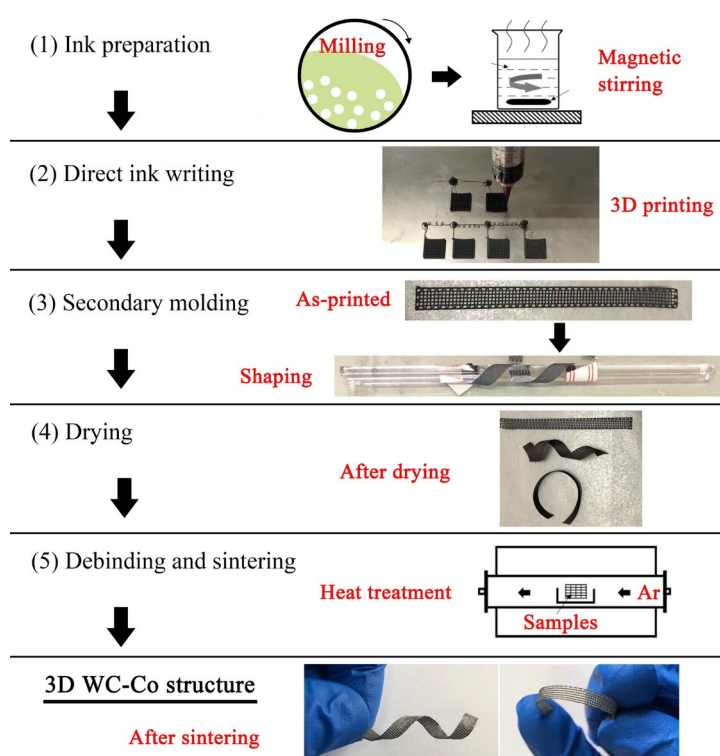 (1) Ink preparation
Milling
Magnetic
stirring
(2) Direct ink writing
3D printing
(3) Secondary molding
As-printed
Shaping
(4) Drying
After drying
(5) Debinding and sintering
Heat treatment
Ar
Samples
3D WC-Co structure
After sintering